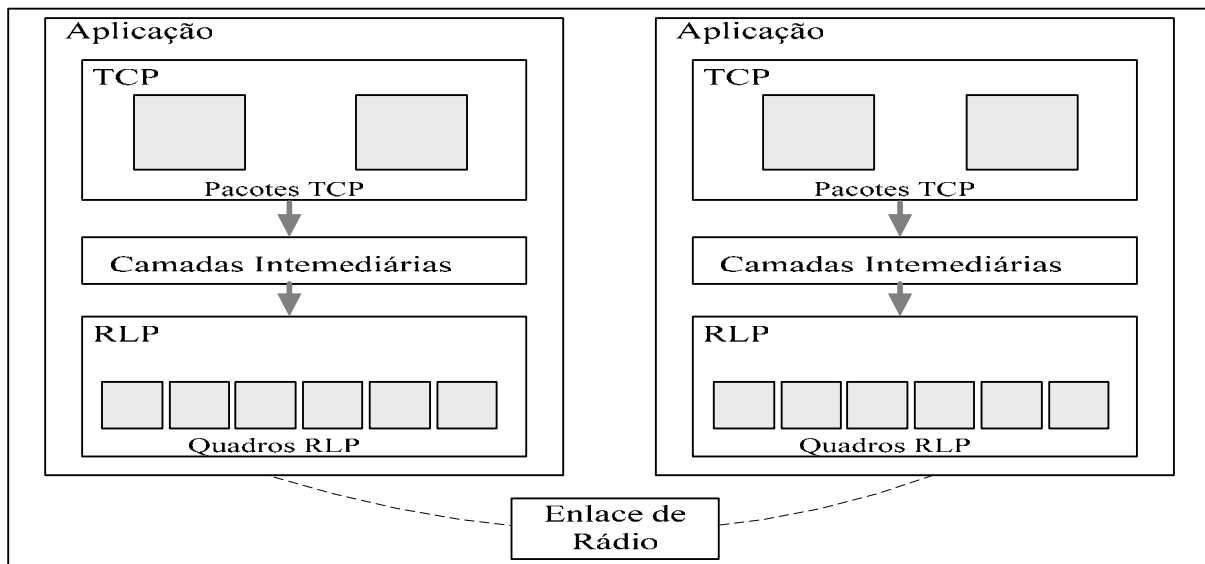 Aplicação
TCP
Pacotes TCP
Camadas Intemediárias
RLP
Quadros RLP
Aplicação
TCP
Pacotes TCP
Camadas Intemediárias
RLP
Quadros RLP
Enlace de
Rádio